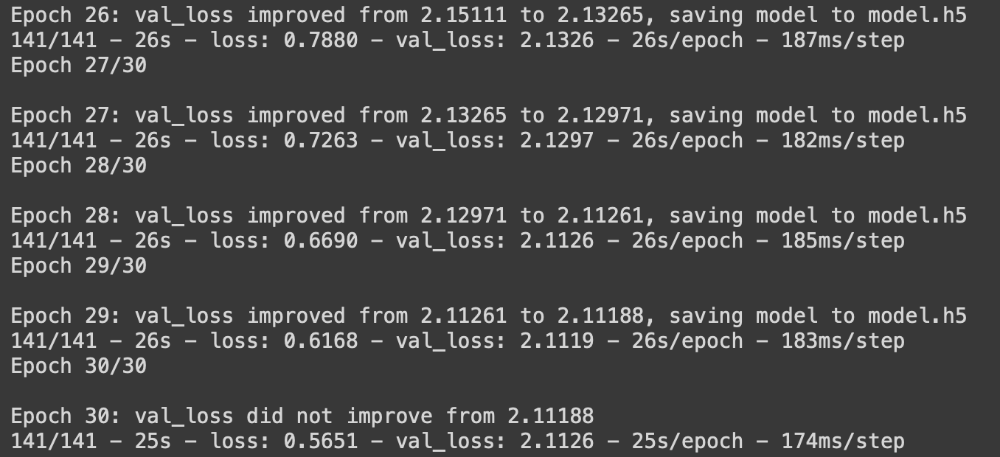 Epoch 26: val_loss improved from 2.15111 to 2.13265, saving model to model.h5
141/141 – 26s – loss: 0.7880 – val_loss: 2.1326 – 26s/epoch – 187ms/step
Epoch 27/30
Epoch 27: val_loss improved from 2.13265 to 2.12971, saving model to model.h5
141/141 – 26s – loss: 0.7263 – val_loss: 2.1297 – 26s/epoch – 182ms/step
Epoch 28/30
Epoch 28: val_loss improved from 2.12971 to 2.11261, saving model to model.h5
141/141 – 26s – loss: 0.6690 – val_loss: 2.1126 – 26s/epoch – 185ms/step
Epoch 29/30
Epoch 29: val_loss improved from 2.11261 to 2.11188, saving model to model.h5
141/141 – 26s – loss: 0.6168 – val_loss: 2.1119 – 26s/epoch – 183ms/step
Epoch 30/30
Epoch 30: val_loss did not improve from 2.11188
141/141 – 25s – loss: 0.5651 – val_loss: 2.1126 – 25s/epoch – 174ms/step